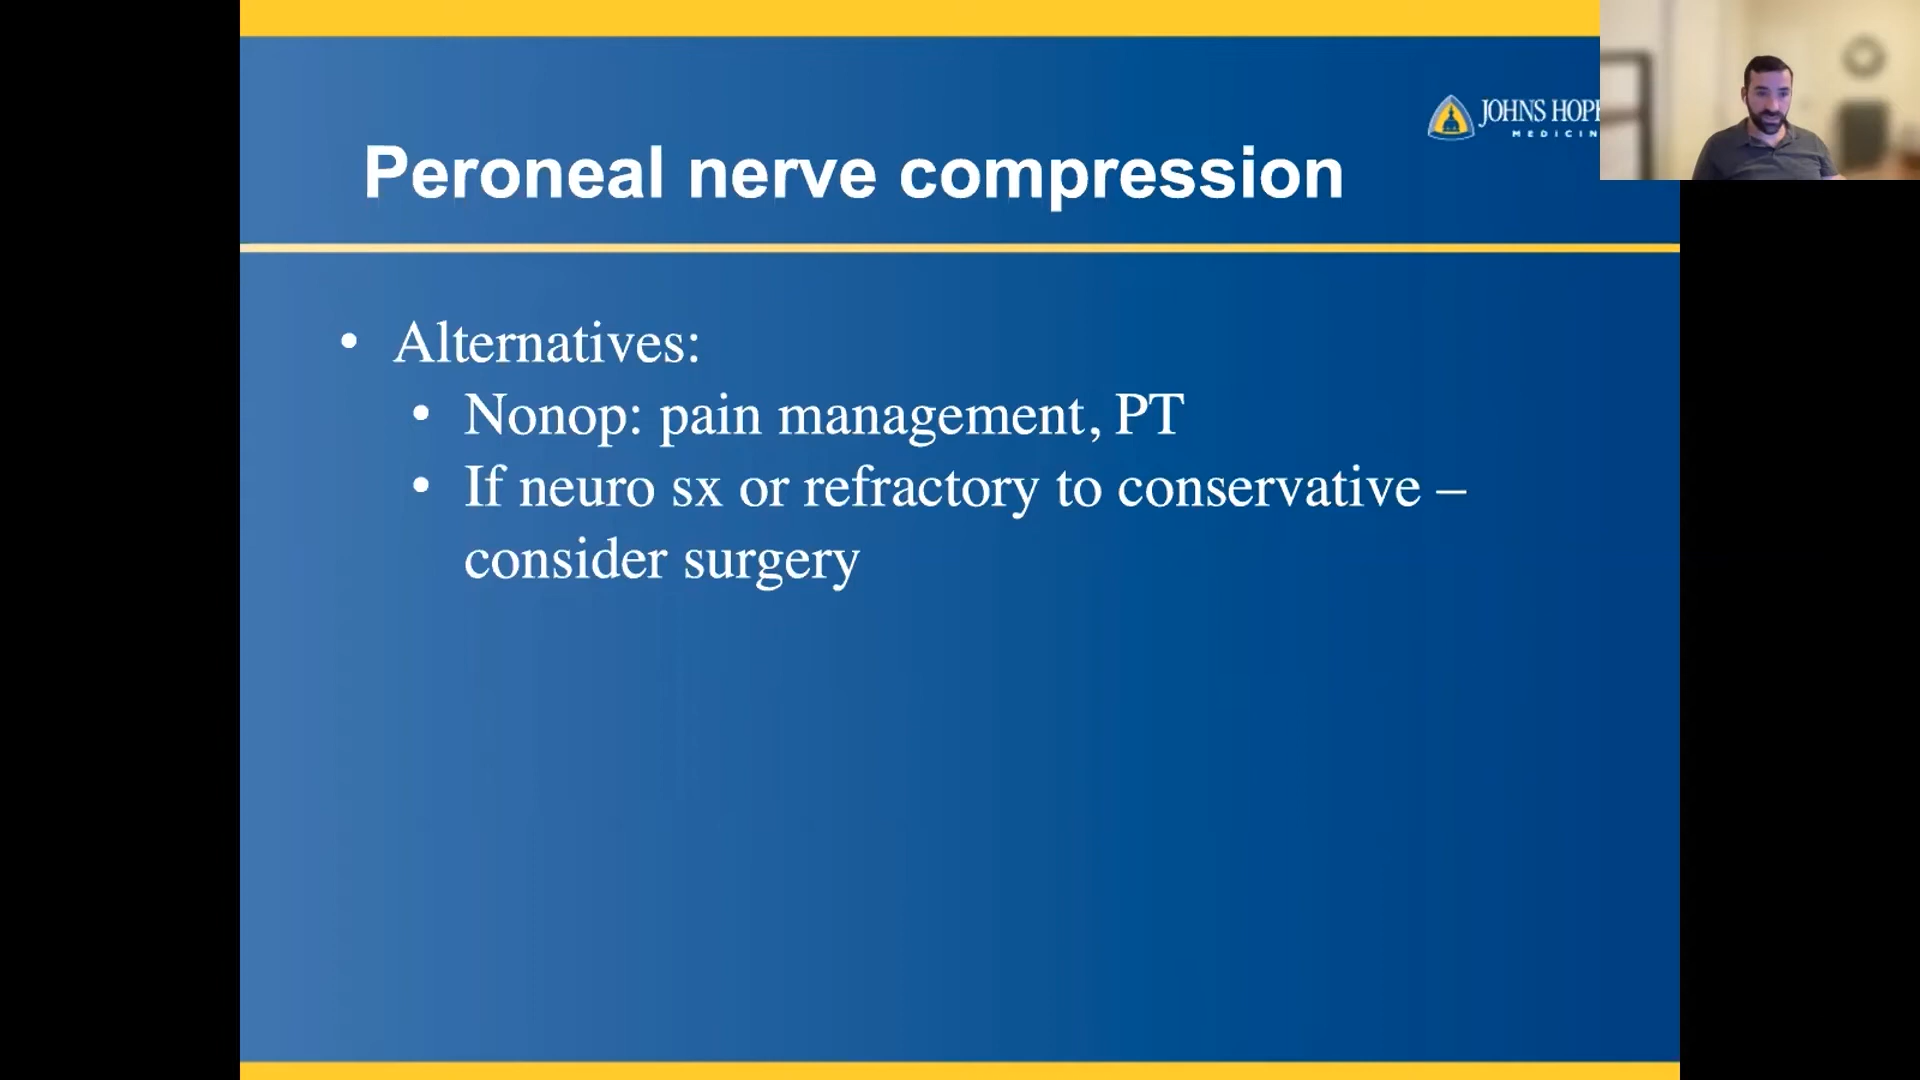 JOHNS HOP
MEDICIN
Peroneal nerve compression
• Alternatives:
• Nonop: pain management, PT
• If neuro sx or refractory to conservative –
consider surgery